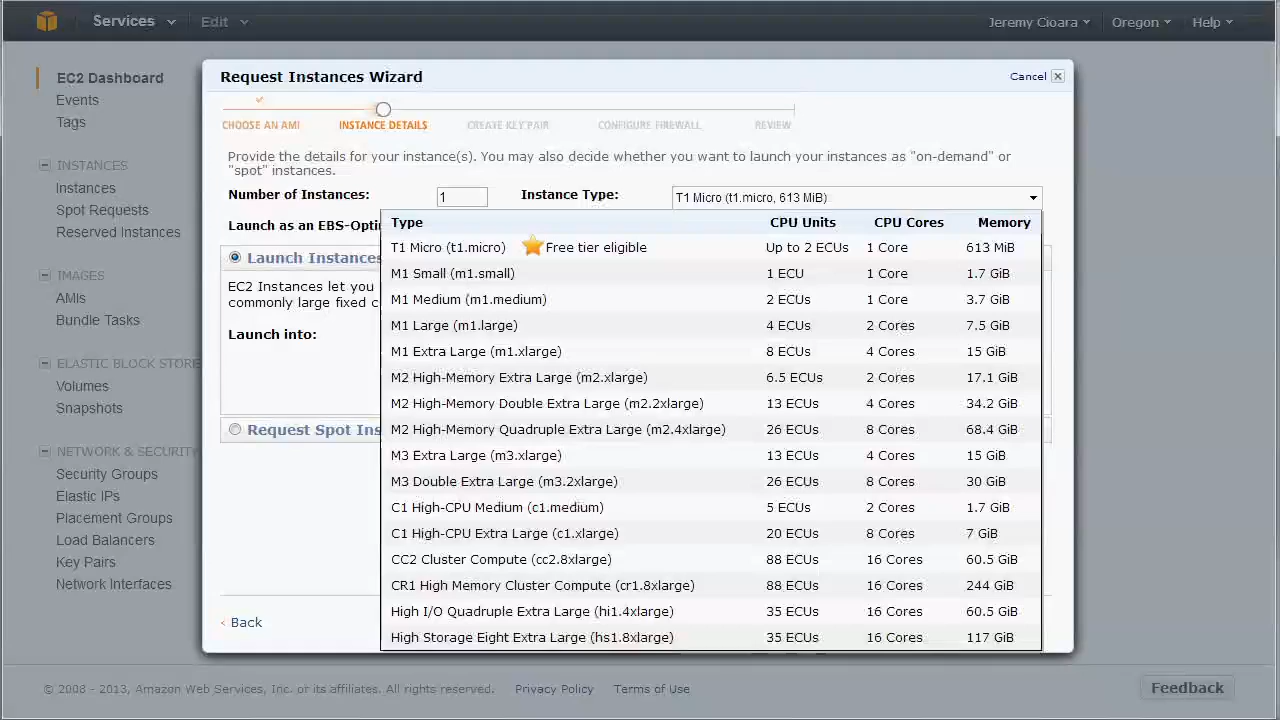 Services Edit Jeremy Cioara Oregon Help
EC2 Dashboard
Events
Tags
INSTANCES
Instances
Spot Requests
Reserved Instances
IMAGES
AMIs
Bundle Tasks
ELASTIC BLOCK STORE
Volumes
Snapshots
NETWORK & SECURITY
Security Groups
Elastic IPs
Placement Groups
Load Balancers
Key Pairs
Network Interfaces
Request Instances Wizard Cancel
CHOOSE AN AMI INSTANCE DETAILS CREATE KEY PAIR CONFIGURE FIREWALL REVIEW
Provide the details for your instance(s). You may also decide whether you want to launch your instances as "on-demand" or
"spot" instances.
Number of Instances: 1 Instance Type: T1 Micro (t1.micro, 613 MiB)
Launch as an EBS-Opti
Launch Instances
EC2 Instances let you
commonly large fixed c
Launch into:
Request Spot Ins
Type CPU Units CPU Cores Memory
T1 Micro (t1.micro) Free tier eligible Up to 2 ECUs 1 Core 613 MiB
M1 Small (m1.small) 1 ECU 1 Core 1.7 GiB
M1 Medium (m1.medium) 2 ECUs 1 Core 3.7 GiB
M1 Large (m1.large) 4 ECUs 2 Cores 7.5 GiB
M1 Extra Large (m1.xlarge) 8 ECUs 4 Cores 15 GiB
M2 High-Memory Extra Large (m2.xlarge) 6.5 ECUs 2 Cores 17.1 GiB
M2 High-Memory Double Extra Large (m2.2xlarge) 13 ECUs 4 Cores 34.2 GiB
M2 High-Memory Quadruple Extra Large (m2.4xlarge) 26 ECUs 8 Cores 68.4 GiB
M3 Extra Large (m3.xlarge) 13 ECUs 4 Cores 15 GiB
M3 Double Extra Large (m3.2xlarge) 26 ECUs 8 Cores 30 GiB
C1 High-CPU Medium (c1.medium) 5 ECUs 2 Cores 1.7 GiB
C1 High-CPU Extra Large (c1.xlarge) 20 ECUs 8 Cores 7 GiB
CC2 Cluster Compute (cc2.8xlarge) 88 ECUs 16 Cores 60.5 GiB
CR1 High Memory Cluster Compute (cr1.8xlarge) 88 ECUs 16 Cores 244 GiB
High I/O Quadruple Extra Large (hi1.4xlarge) 35 ECUs 16 Cores 60.5 GiB
High Storage Eight Extra Large (hs1.8xlarge) 35 ECUs 16 Cores 117 GiB
‹ Back
© 2008 - 2013, Amazon Web Services, Inc. or its affiliates. All rights reserved. Privacy Policy Terms of Use Feedback